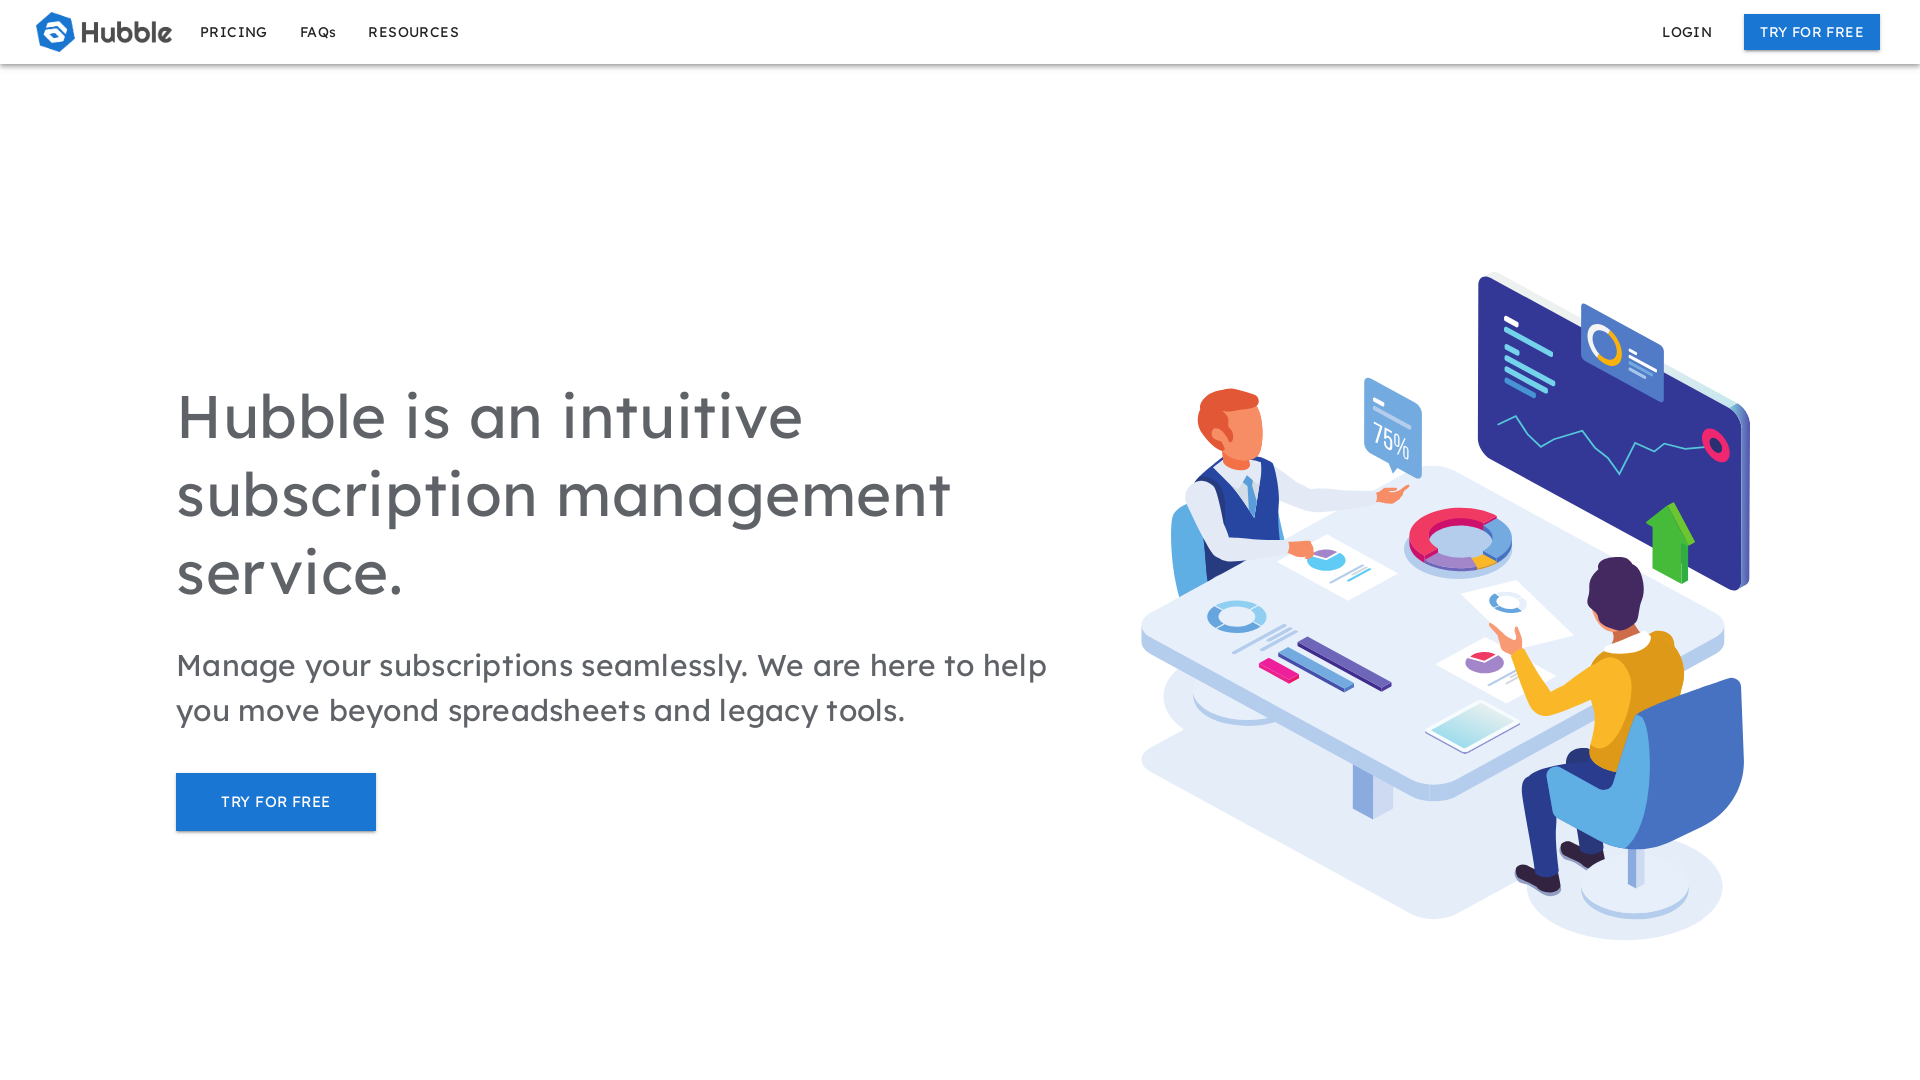 Hubble
PRICING
FAQs
RESOURCES
LOGIN
TRY FOR FREE
Hubble is an intuitive
subscription management
service.
Manage your subscriptions seamlessly. We are here to help
you move beyond spreadsheets and legacy tools.
TRY FOR FREE
75%